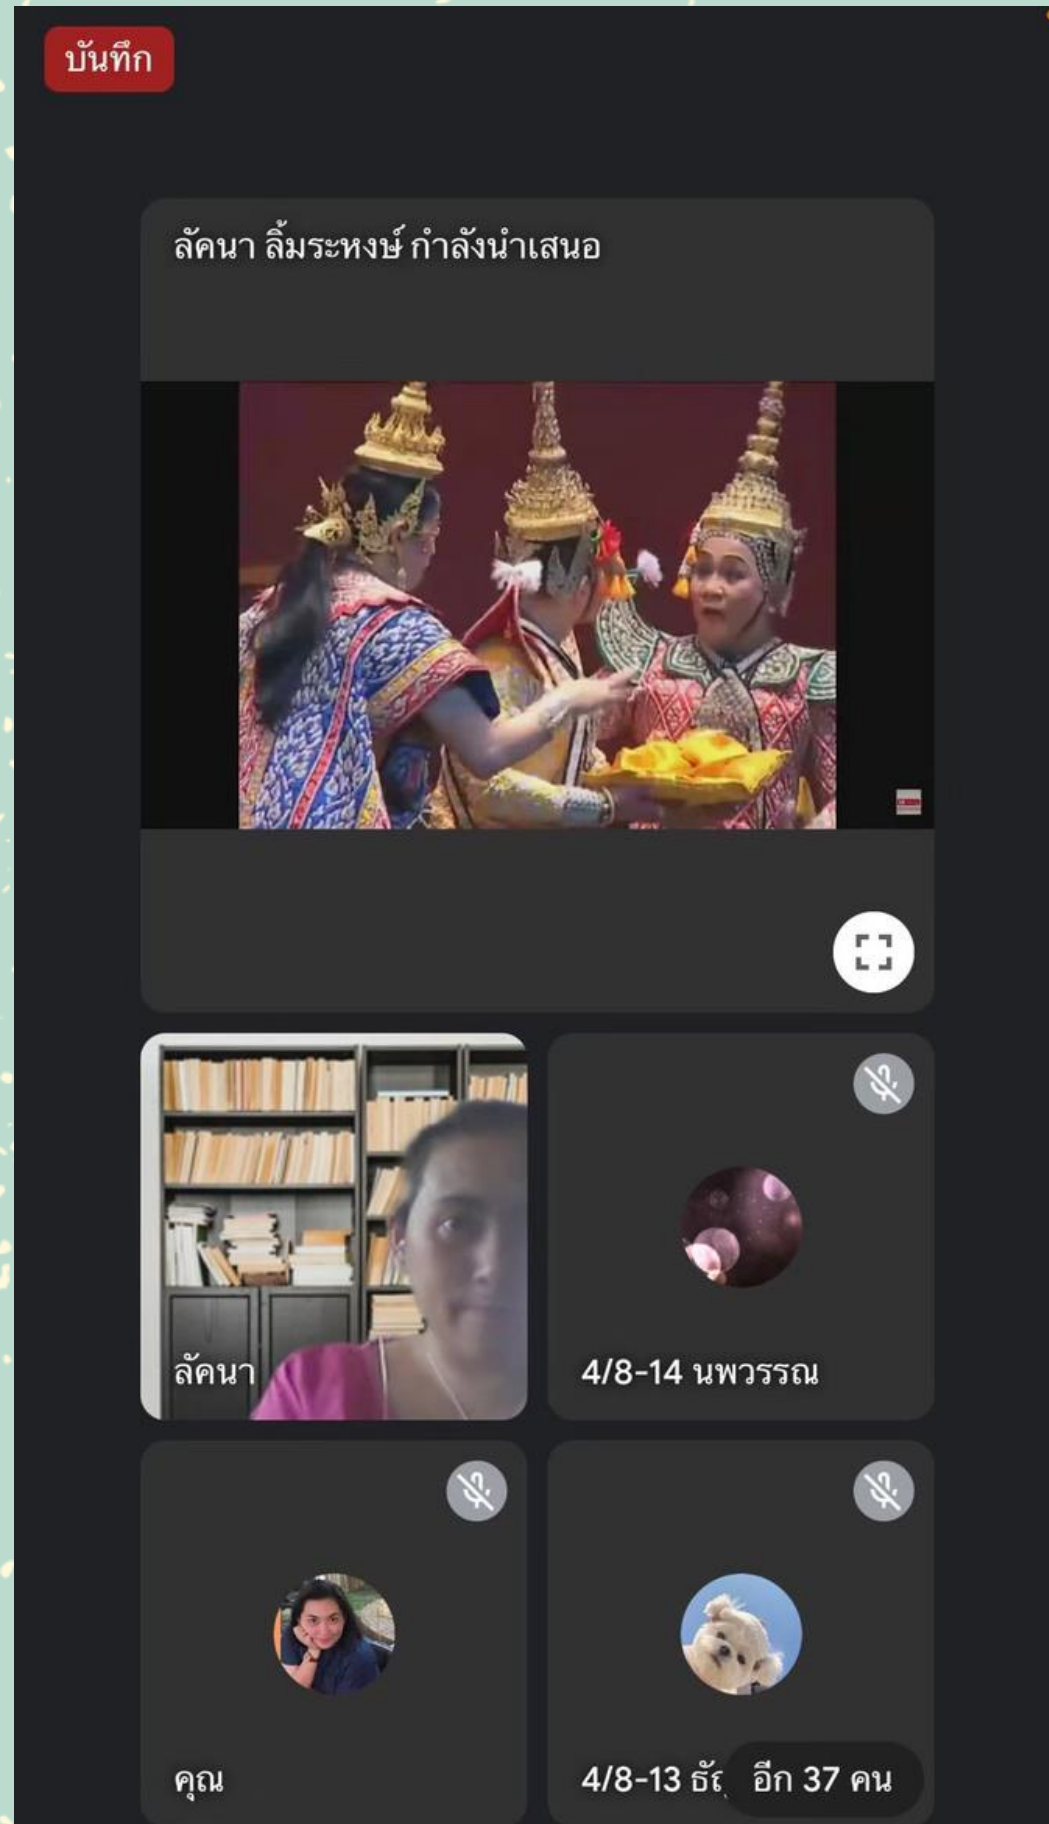 บันทึก
ลัคนา ลิ้มระหงษ์ กำลังนำเสนอ
ลัคนา
4/8-14 นพวรรณ
คุณ
4/8-13
อีก 37 คน